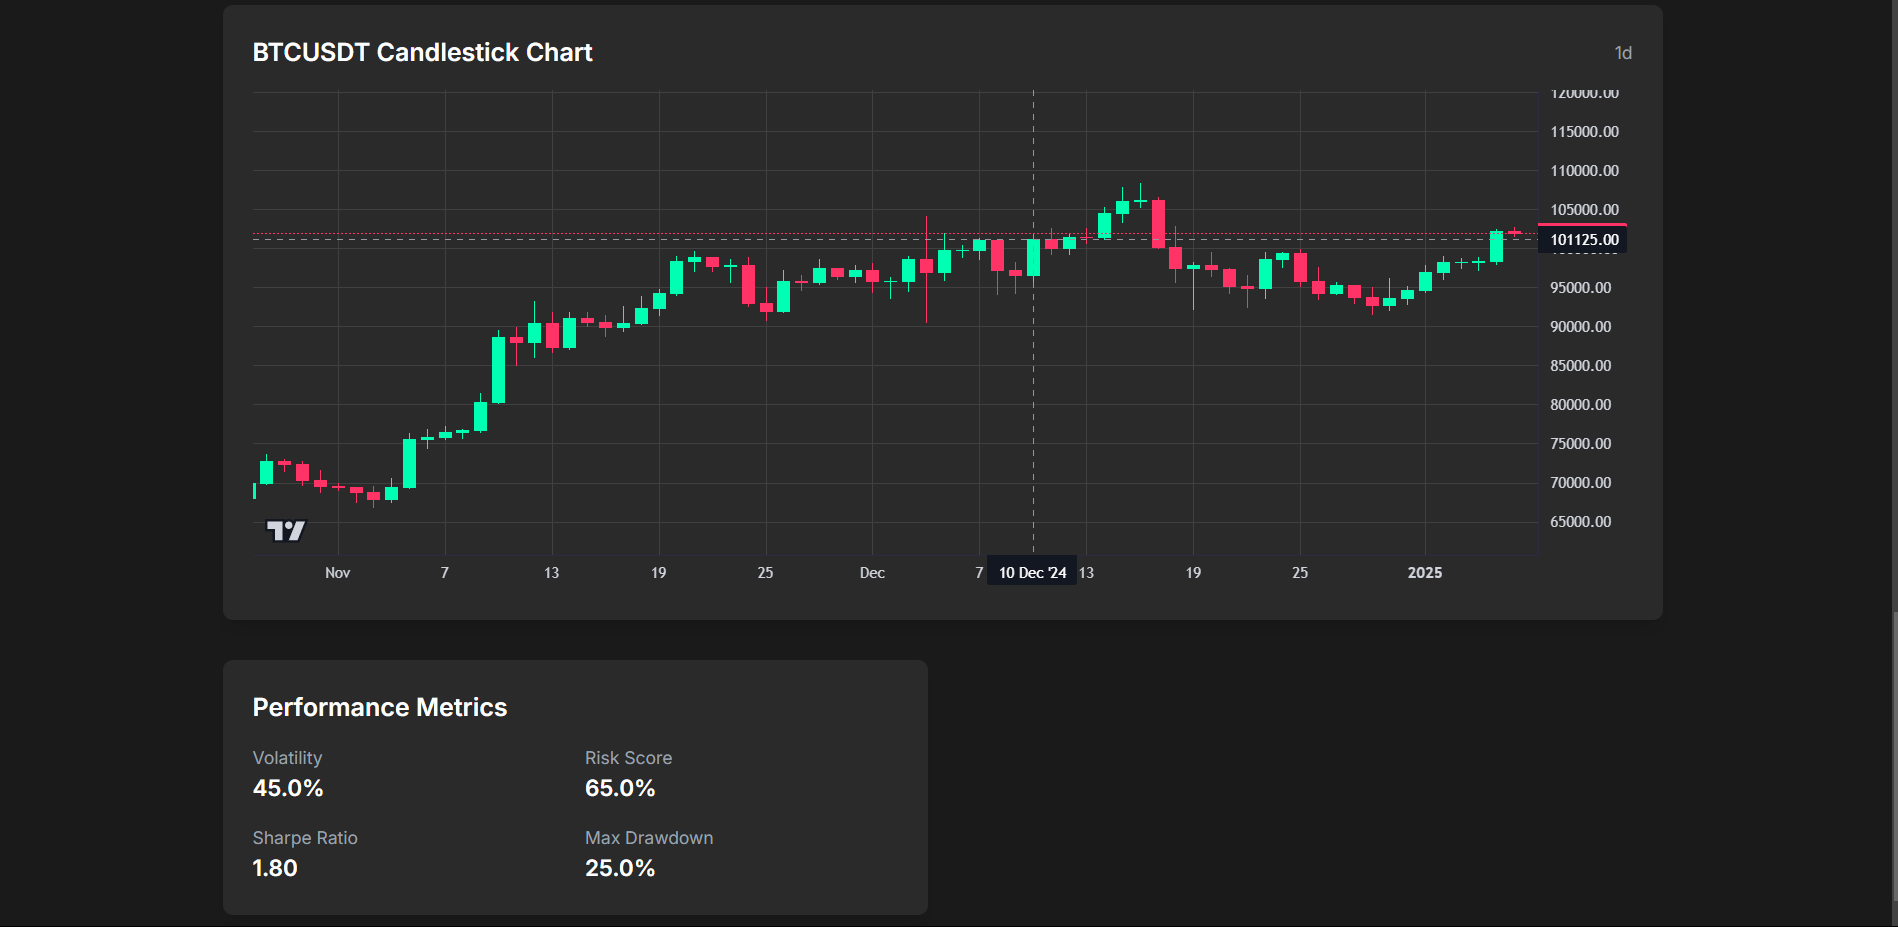 BTCUSDT Candlestick Chart
1d
120000.00
115000.00
110000.00
105000.00
101125.00
95000.00
90000.00
85000.00
80000.00
75000.00
70000.00
65000.00
Nov
7
13
19
25
Dec
7
10 Dec '24
13
19
25
2025
Performance Metrics
Volatility
45.0%
Risk Score
65.0%
Sharpe Ratio
1.80
Max Drawdown
25.0%